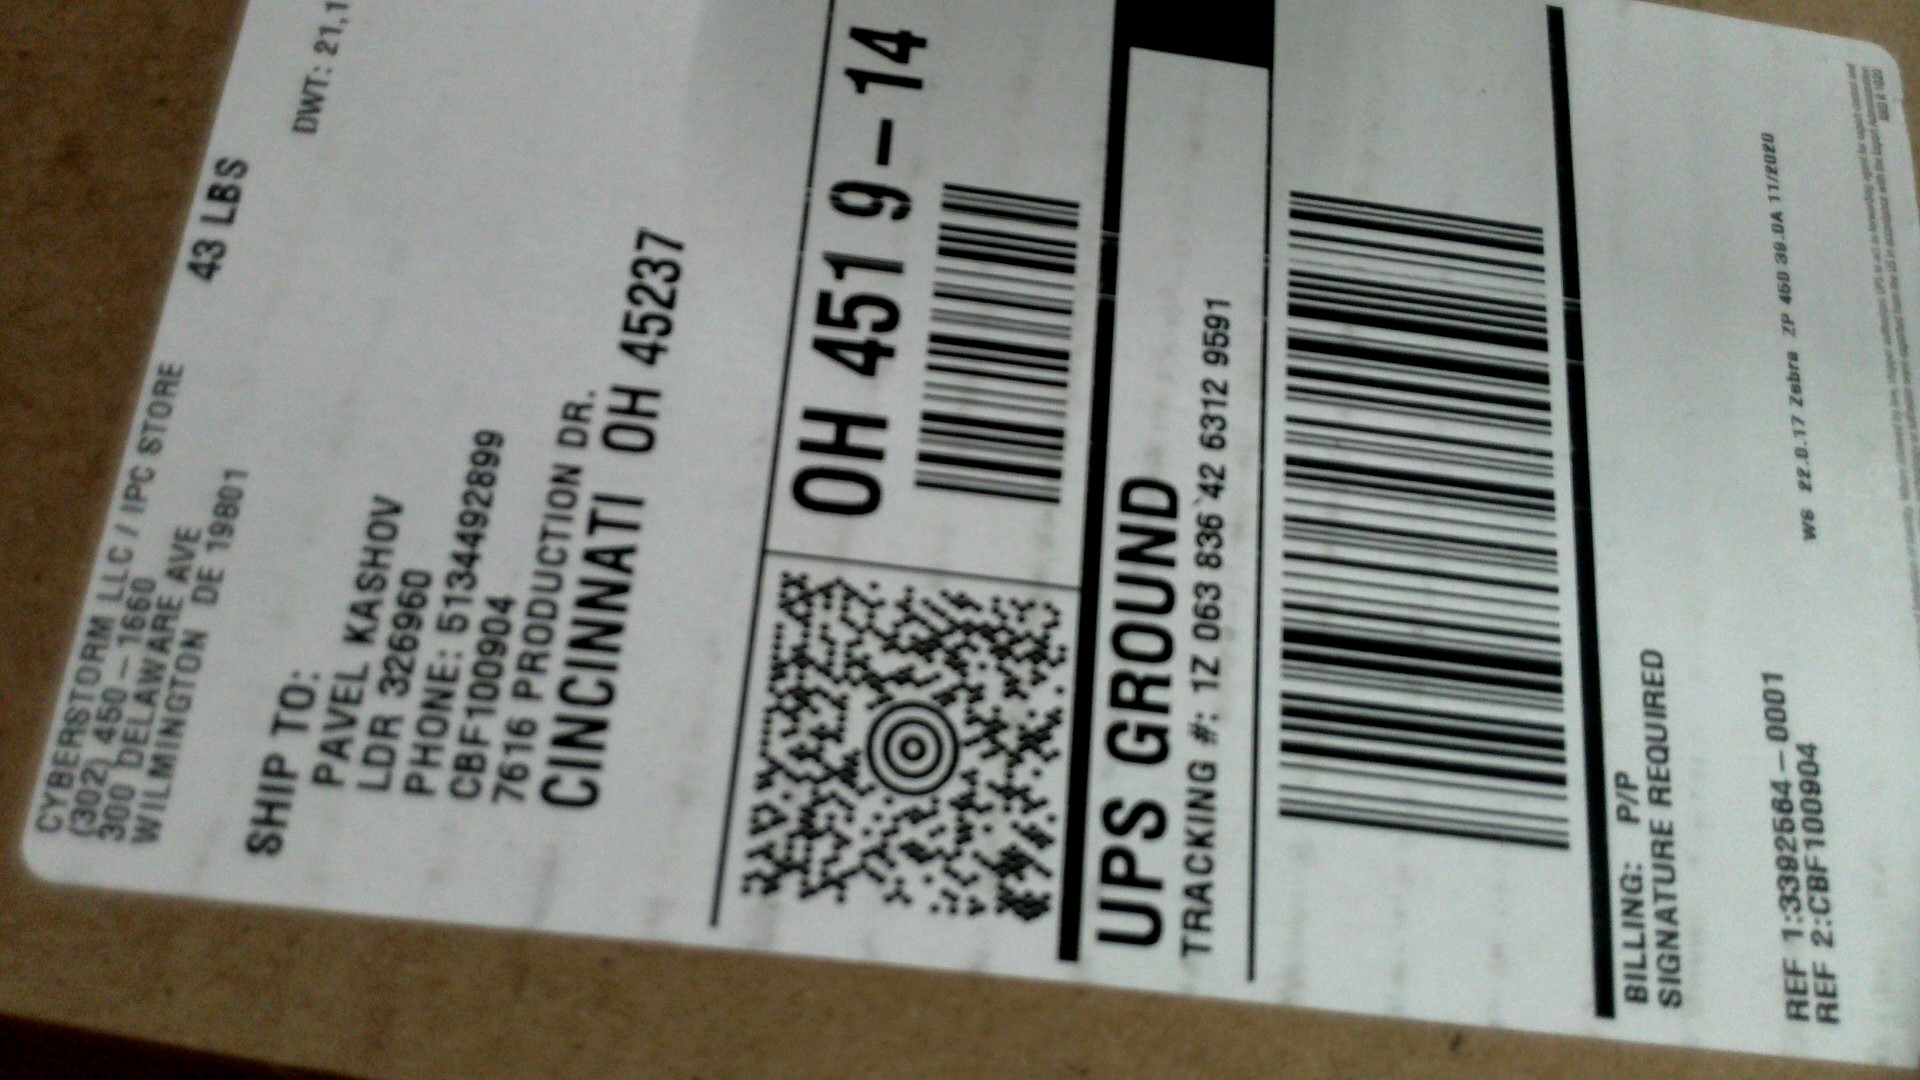 CYBERSTORM LLC / IPC STORE
(302) 450-1660
300 DELAWARE AVE
WILMINGTON DE 19801
43 LBS
DWT: 21,1
SHIP TO:
PAVEL KASHOV
LDR 326960
PHONE: 5134492899
CBF1009O4
7616 PRODUCTION DR.
CINCINNATI OH 45237
OH 451 9-14
UPS GROUND
TRACKING #: 1Z 063 836 42 6312 9591
BILLING: P/P
SIGNATURE REQUIRED
REF 1:3392564-0001
REF 2:CBF100904
WS 22.0.17 Zebra ZP 450 39.0A 11/2020